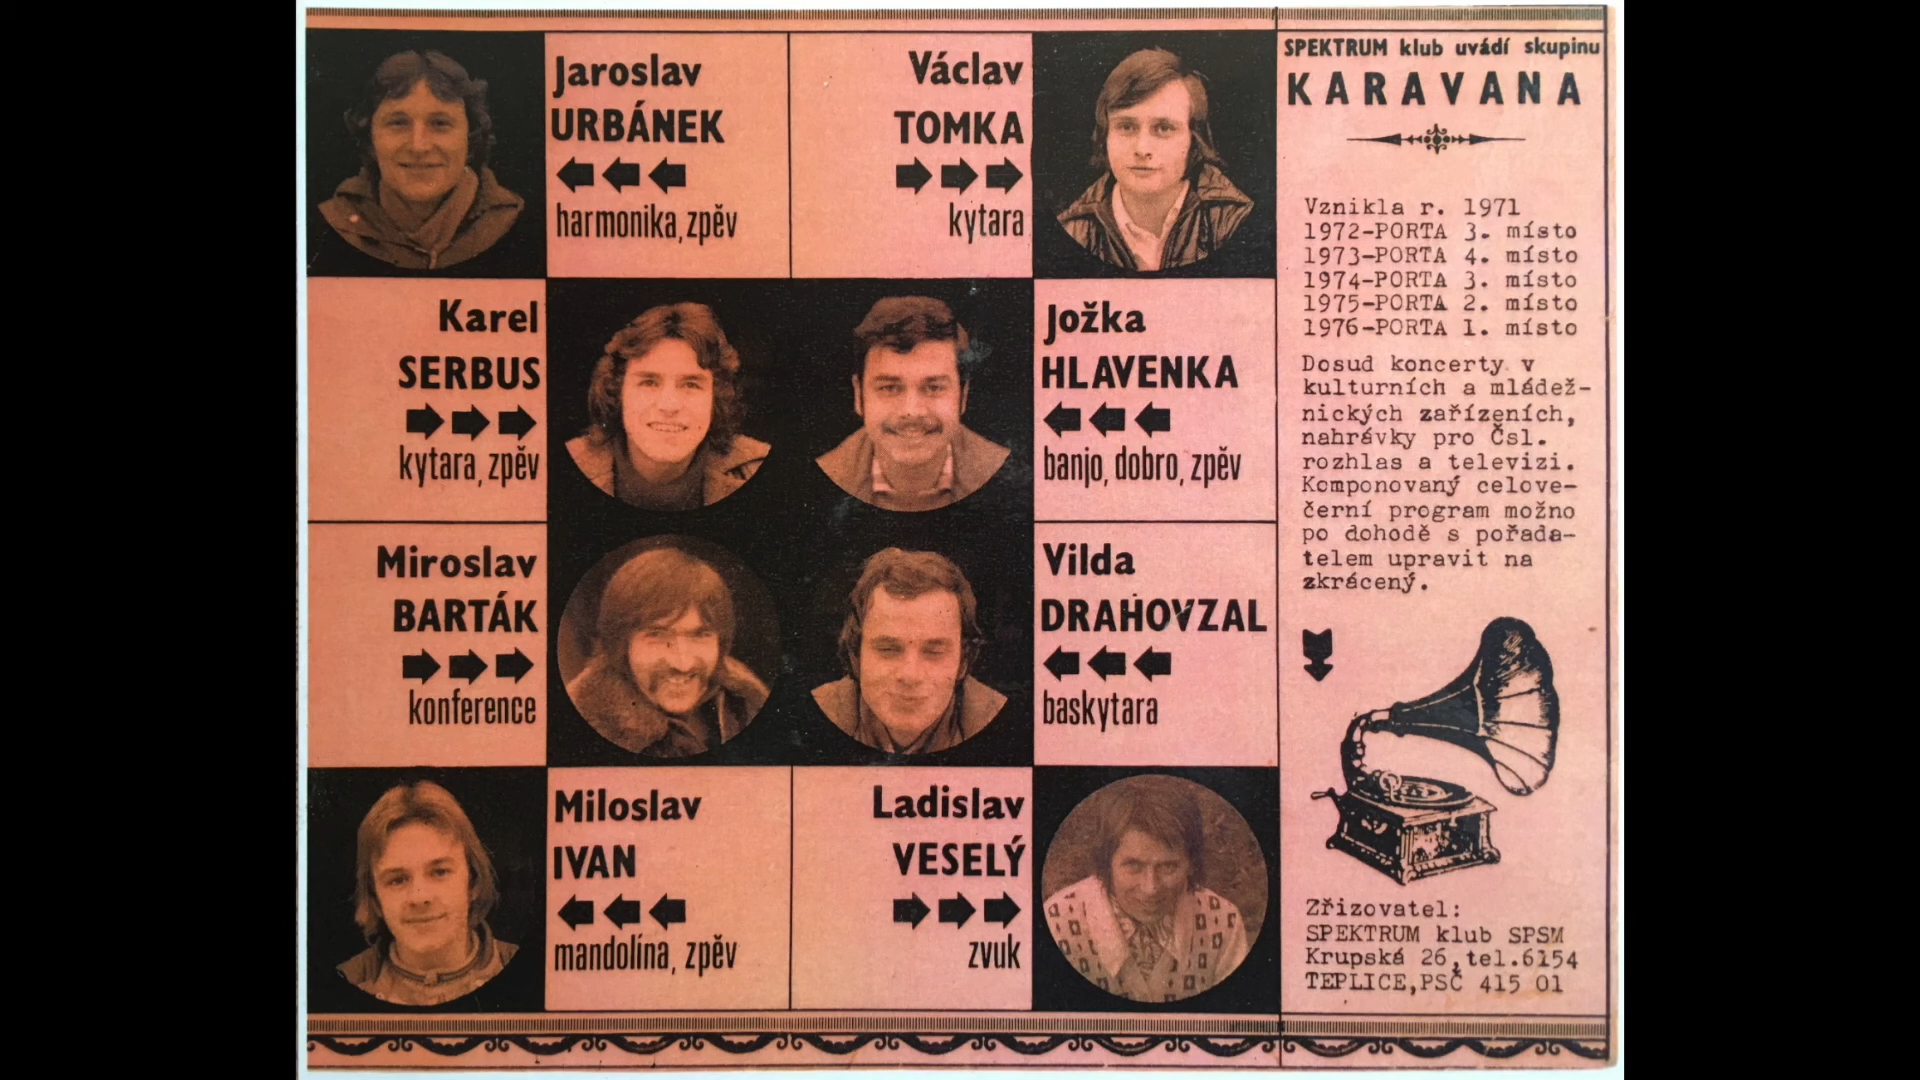 Jaroslav
URBÁNEK
harmonika, zpěv
Václav
TOMKA
kytara
Karel
SERBUS
kytara, zpěv
Jožka
HLAVENKA
banjo, dobro, zpěv
Miroslav
BARTÁK
konference
Vilda
DRAHOVZAL
baskytara
Miloslav
IVAN
mandolína, zpěv
Ladislav
VESELÝ
zvuk
SPEKTRUM klub uvádí skupinu
KARAVANA
Vznikla r. 1971
1972-PORTA 3. místo
1973-PORTA 4. místo
1974-PORTA 3. místo
1975-PORTA 2. místo
1976-PORTA 1. místo
Dosud koncerty v
kulturních a mládež-
nických zařízeních,
nahrávky pro Čsl.
rozhlas a televizi.
Komponovaný celove-
černí program možno
po dohodě s pořada-
telem upravit na
zkrácený.
Zřizovatel:
SPEKTRUM klub SPSM
Krupská 26,tel.6154
TEPLICE,PSČ 415 01